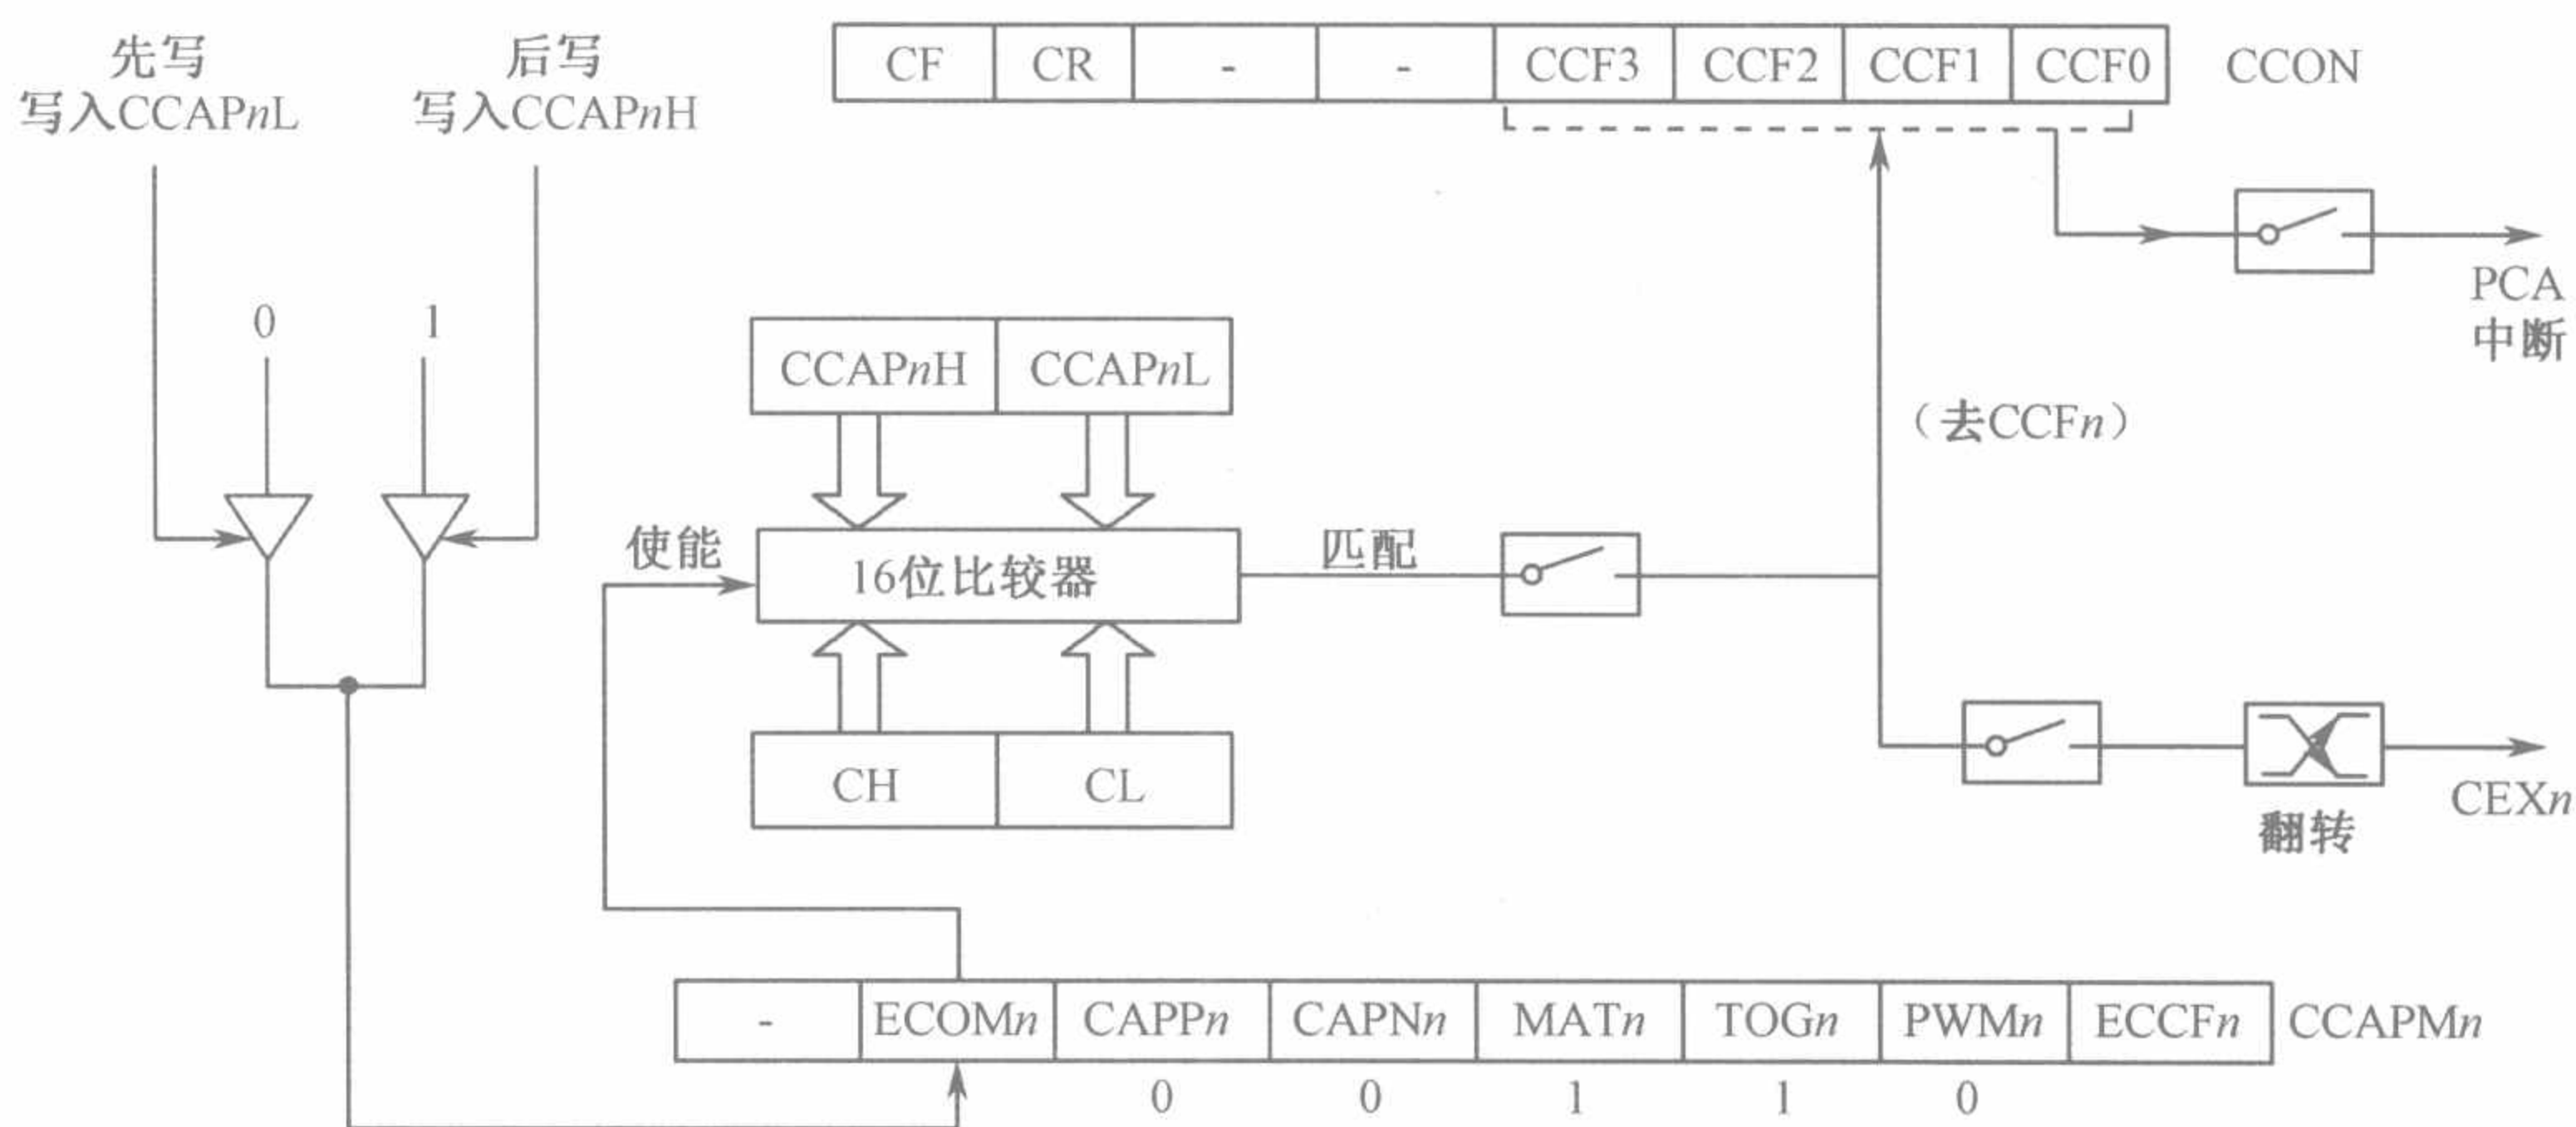 先写
写入CCAPnL
后写
写入CCAPnH
CF CR - - CCF3 CCF2 CCF1 CCF0 CCON
PCA
中断
0 1
CCAPnH CCAPnL
（去CCFn）
使能
16位比较器
匹配
CH CL
CEXn
翻转
- ECOMn CAPPn CAPNn MATn TOGn PWMn ECCFn CCAPMn
0 0 1 1 0